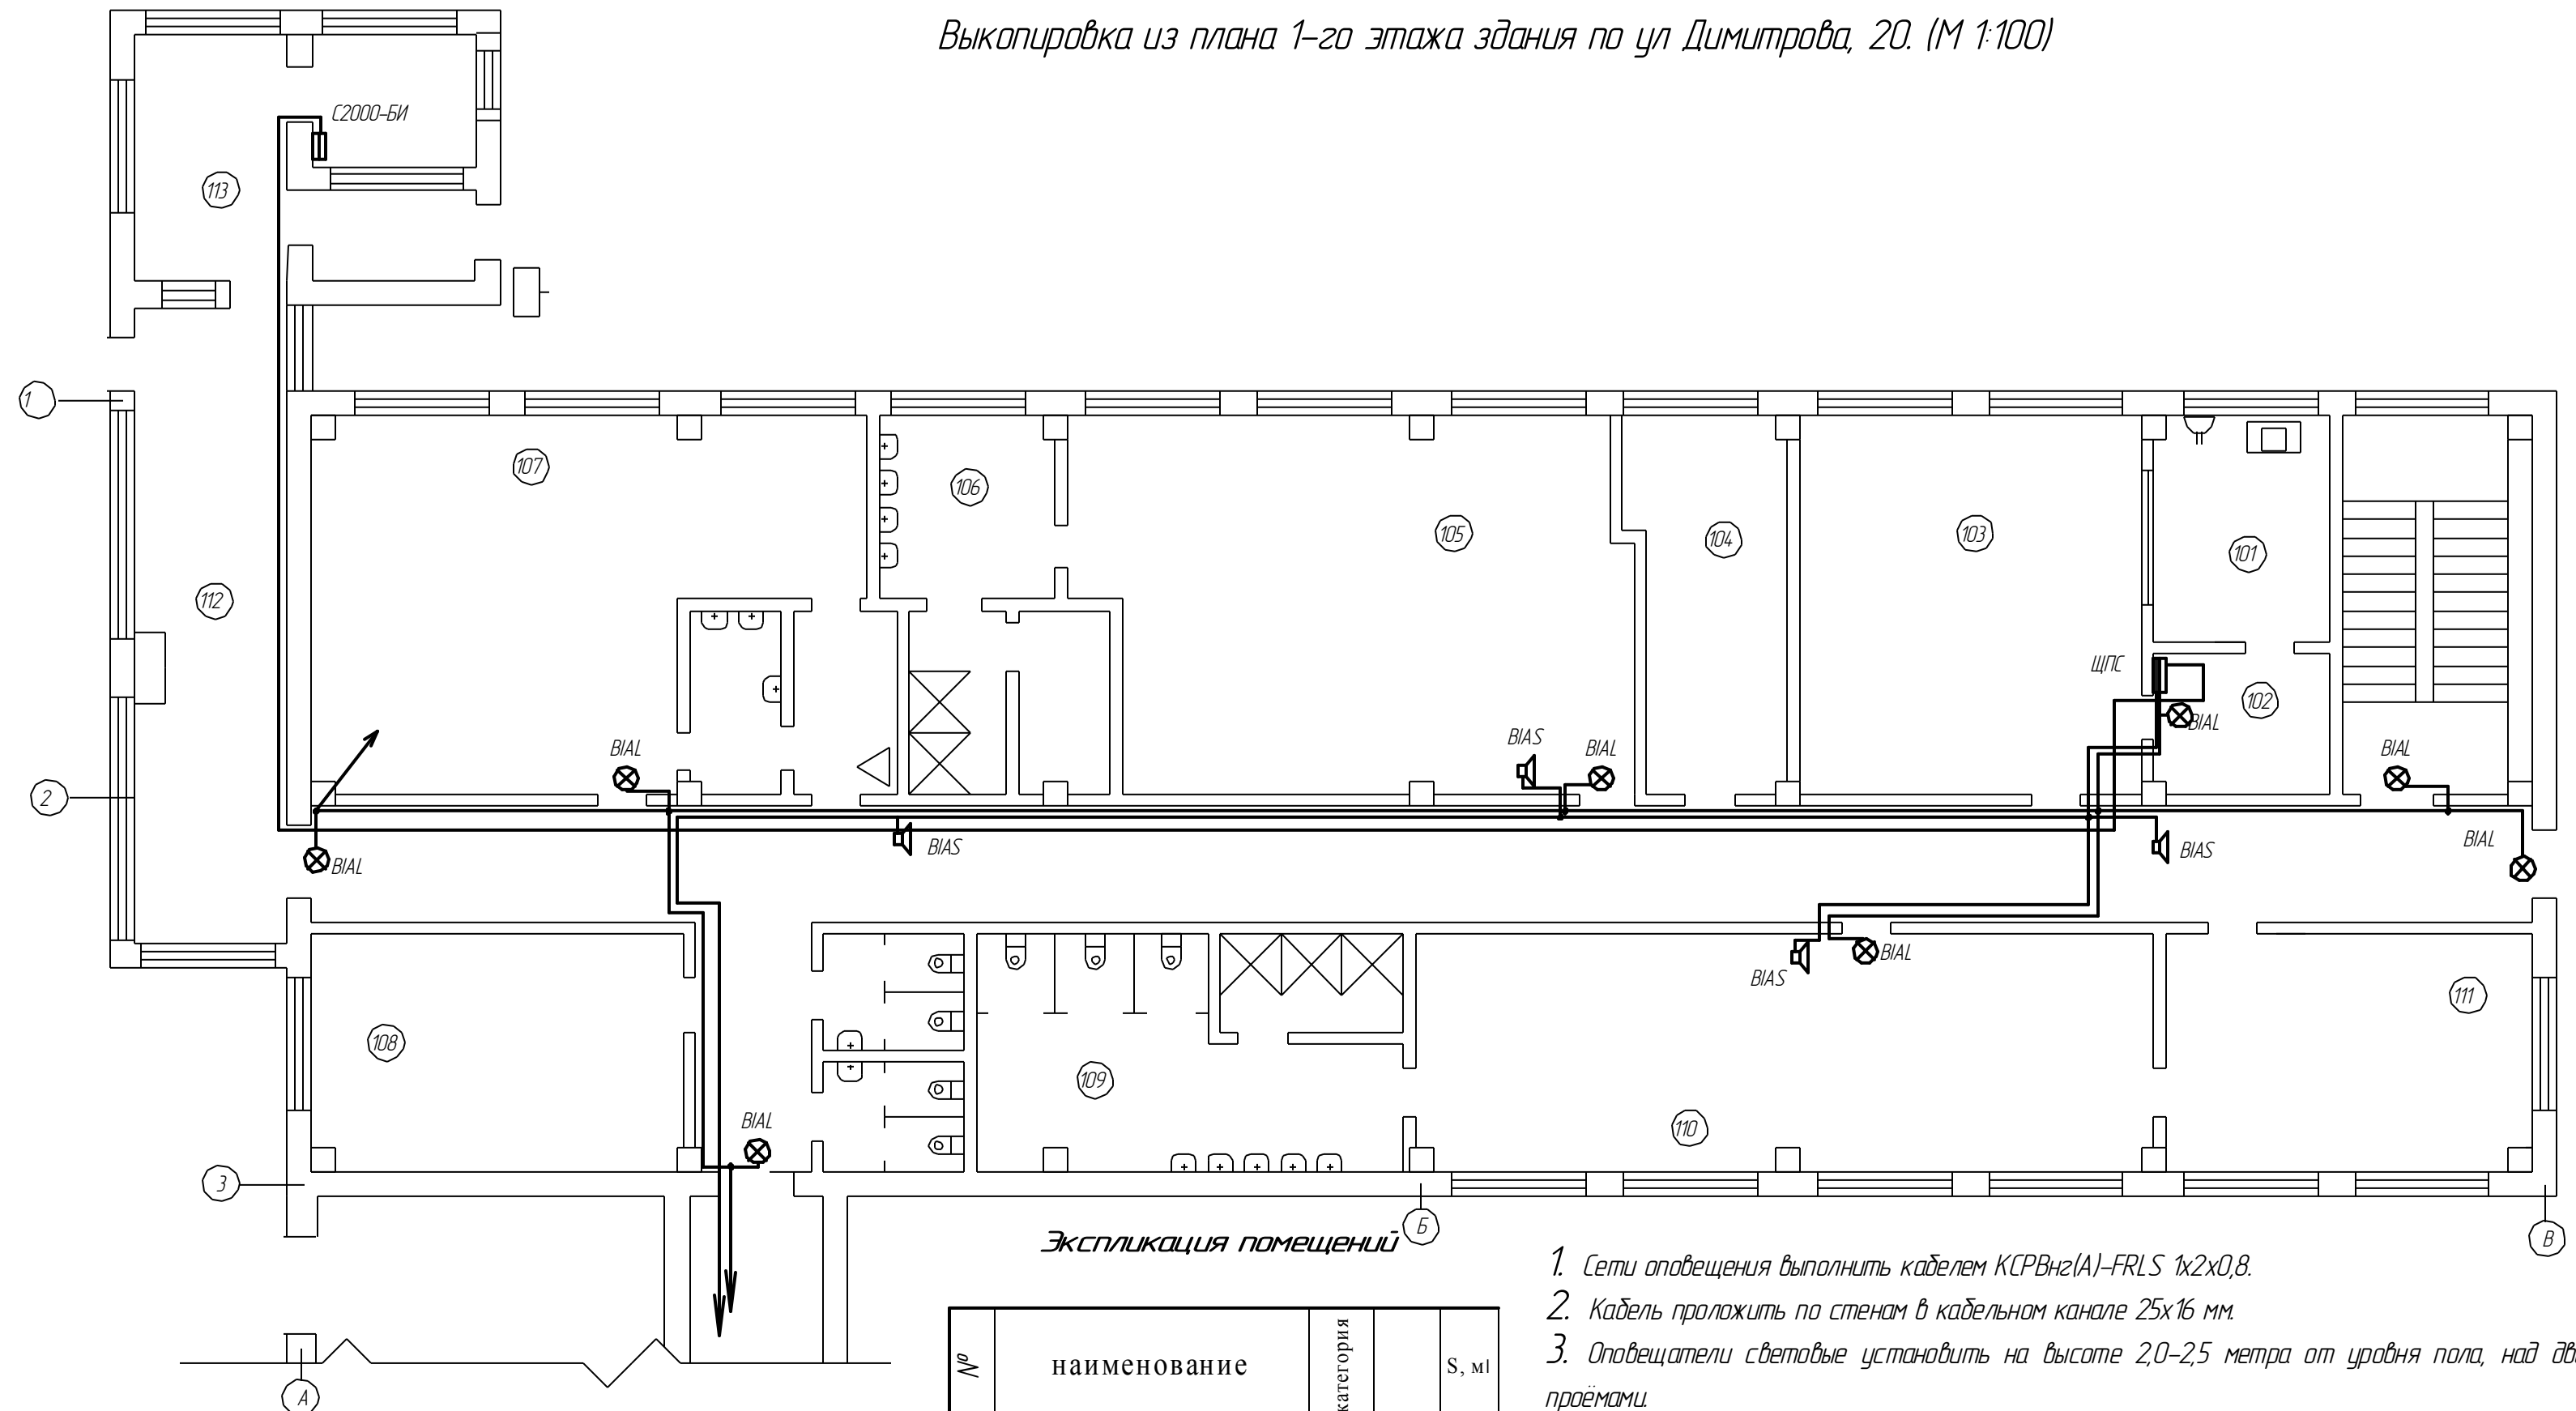 Выкопировка из плана 1-го этажа здания по ул Димитрова, 20. (М 1:100)
С2000-БИ
113
1
107
106
105
104
103
101
112
ЩПС
102
BIAL
2
BIAL
BIAS
BIAL
BIAL
BIAL
BIAS
BIAS
BIAL
BIAS
BIAL
111
108
109
110
BIAL
3
Б
В
А
Экспликация помещений
№
наименование
категория
S, м
1. Сети оповещения выполнить кабелем КСРВнг(А)-FRLS 1x2x0,8.
2. Кабель проложить по стенам в кабельном канале 25x16 мм.
3. Оповещатели световые установить на высоте 2,0-2,5 метра от уровня пола, над
проёмами.